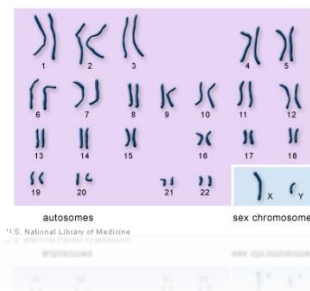 1 2 3 4 5
6 7 8 9 10 11 12
13 14 15 16 17 18
19 20 21 22 X Y
autosomes sex chromosome
U.S. National Library of Medicine